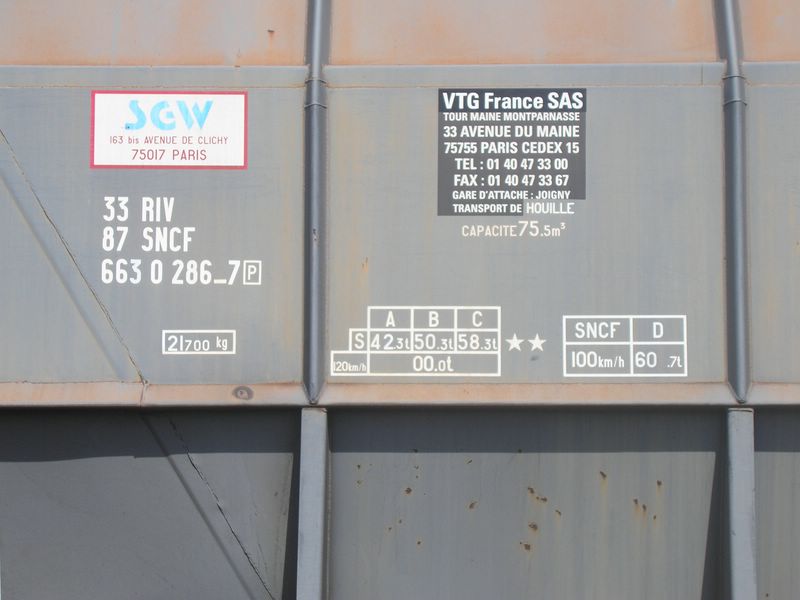 SGW
163 bis AVENUE DE CLICHY
75017 PARIS
33 RIV
87 SNCF
663 0 286_7 P
21700 kg
VTG France SAS
TOUR MAINE MONTPARNASSE
33 AVENUE DU MAINE
75755 PARIS CEDEX 15
TEL : 01 40 47 33 00
FAX : 01 40 47 33 67
GARE D'ATTACHE : JOIGNY
TRANSPORT DE HOUILLE
CAPACITE 75.5m³
A B C
S 42.3t 50.3t 58.3t ★★
120km/h 00.0t
SNCF D
100km/h 60 .7t